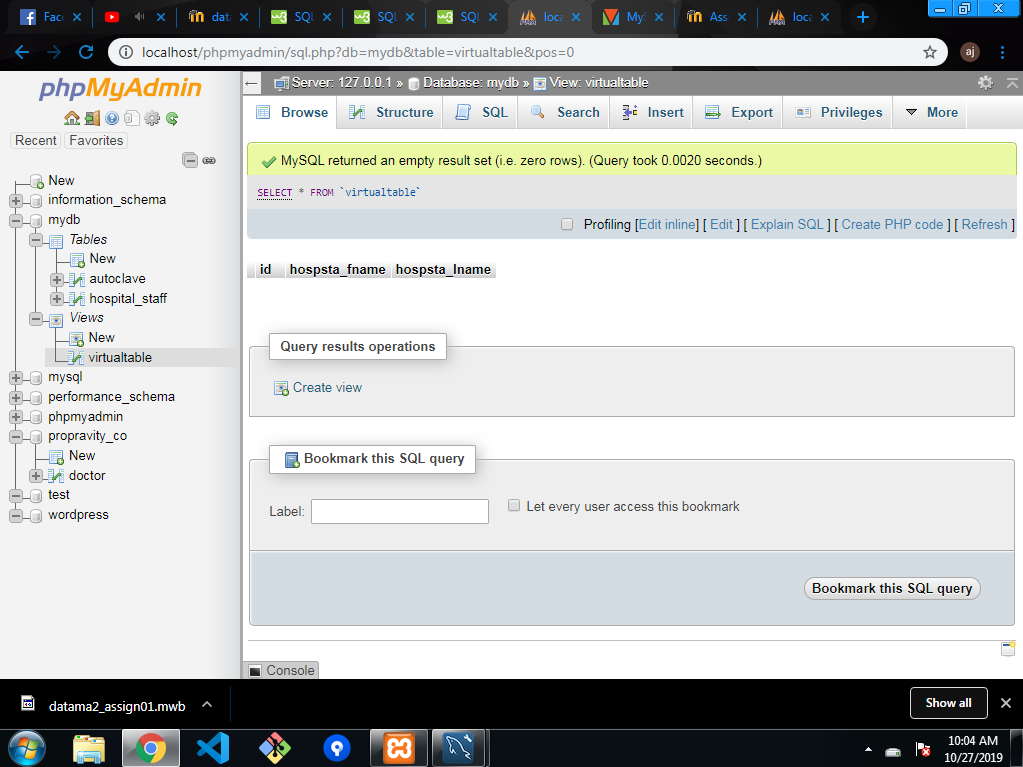 Fac
data
SQL
SQL
SQL
loca
MyS
Ass
loca
localhost/phpmyadmin/sql.php?db=mydb&table=virtualtable&pos=0
aj
phpMyAdmin
Recent
Favorites
New
information_schema
mydb
Tables
New
autoclave
hospital_staff
Views
New
virtualtable
mysql
performance_schema
phpmyadmin
propravity_co
New
doctor
test
wordpress
Server: 127.0.0.1 » Database: mydb » View: virtualtable
Browse Structure SQL Search Insert Export Privileges More
MySQL returned an empty result set (i.e. zero rows). (Query took 0.0020 seconds.)
SELECT * FROM `virtualtable`
Profiling [Edit inline] [ Edit ] [ Explain SQL ] [ Create PHP code ] [ Refresh ]
id hospsta_fname hospsta_lname
Query results operations
Create view
Bookmark this SQL query
Label:
Let every user access this bookmark
Bookmark this SQL query
Console
datama2_assign01.mwb
Show all
10:04 AM
10/27/2019